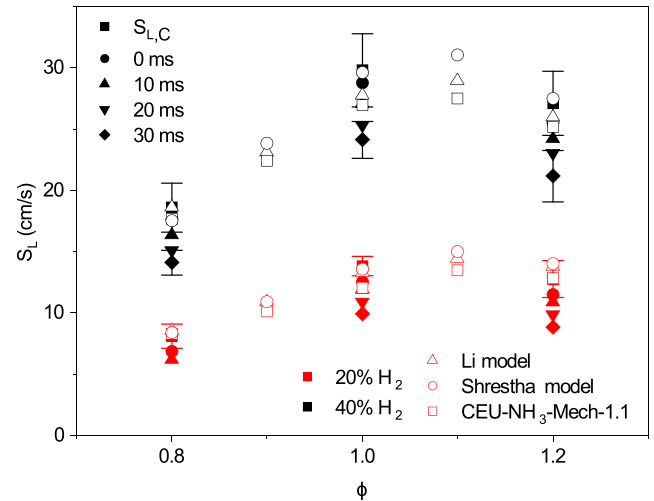 S_L,C
0 ms
10 ms
20 ms
30 ms
30
20
10
0
S_L (cm/s)
20% H_2
40% H_2
Li model
Shrestha model
CEU-NH_3-Mech-1.1
0.8
1.0
1.2
ϕ